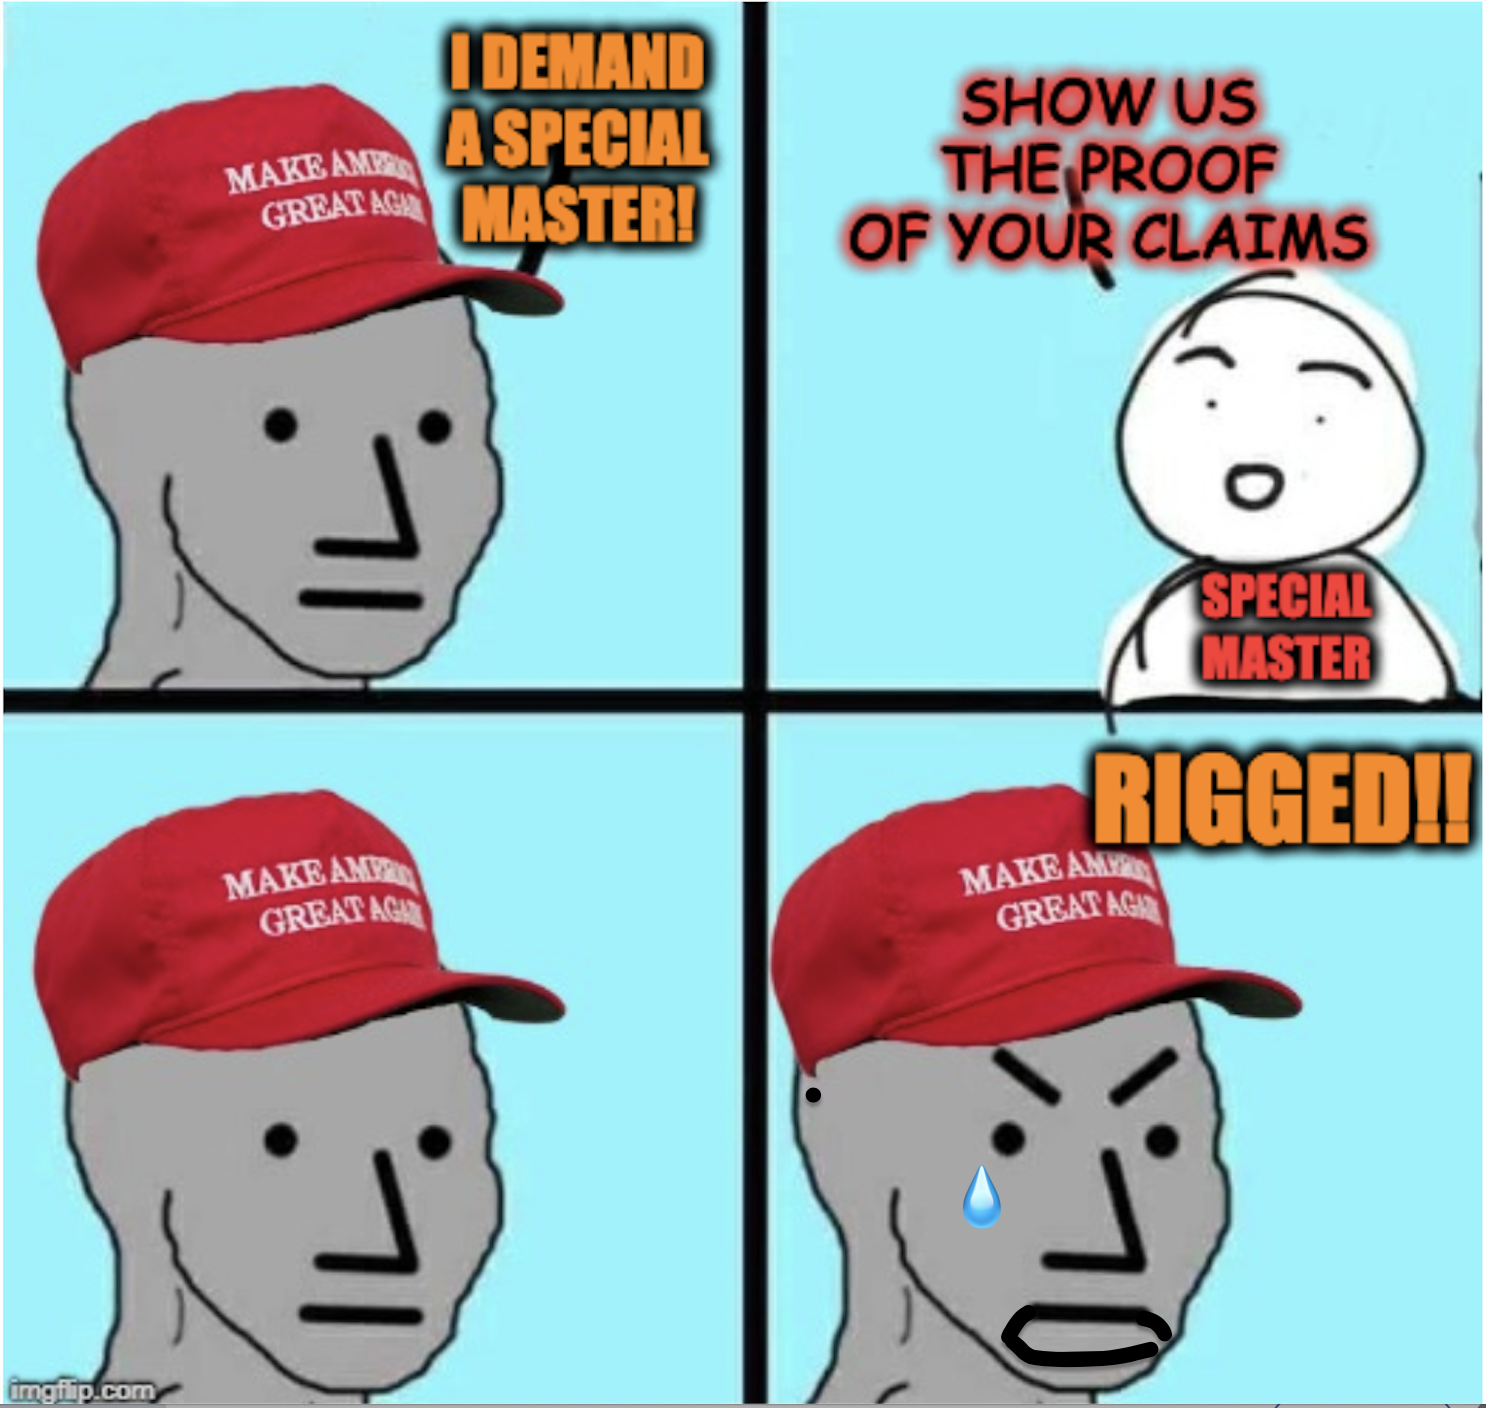 I DEMAND
A SPECIAL
MASTER!
MAKE AMERICA
GREAT AGAIN
SHOW US
THE PROOF
OF YOUR CLAIMS
SPECIAL
MASTER
MAKE AMERICA
GREAT AGAIN
RIGGED!!
MAKE AMERICA
GREAT AGAIN
imgflip.com